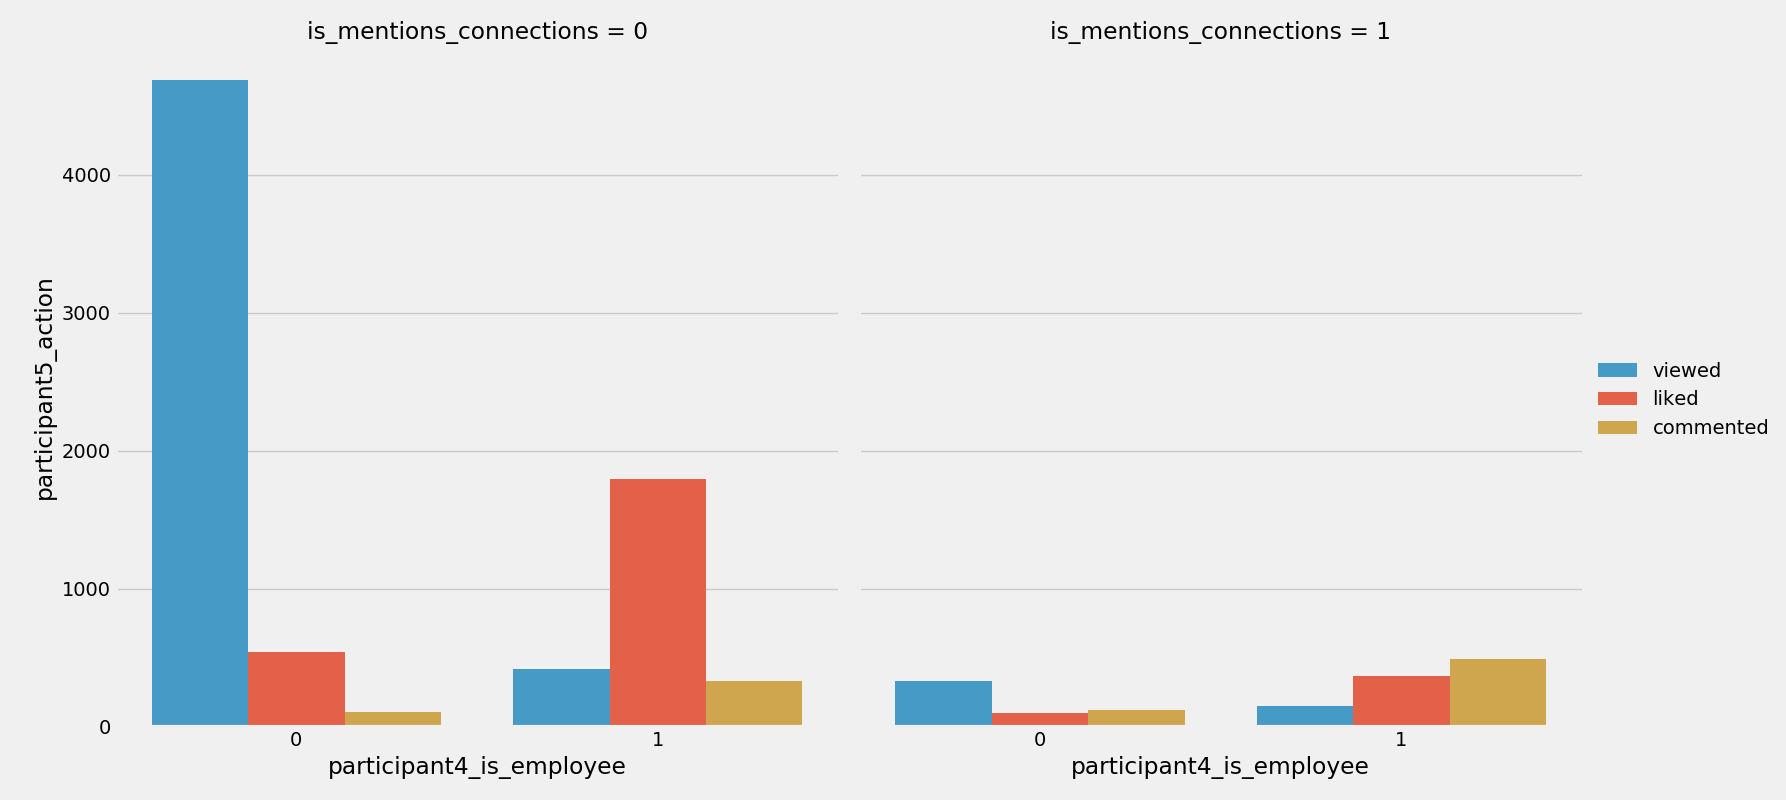 is_mentions_connections = 0
is_mentions_connections = 1
participant5_action
4000
3000
2000
1000
0
0
1
participant4_is_employee
0
1
participant4_is_employee
viewed
liked
commented